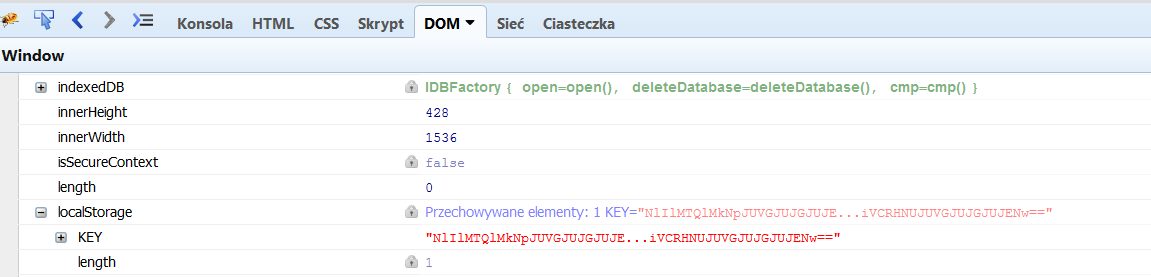 Konsola HTML CSS Skrypt DOM Sieć Ciasteczka
Window
indexedDB IDBFactory { open=open(), deleteDatabase=deleteDatabase(), cmp=cmp() }
innerHeight 428
innerWidth 1536
isSecureContext false
length 0
localStorage Przechowywane elementy: 1 KEY="NlIlMTQlMkNpJUVGJUJGJUJE...iVCRHNUJUVGJUJGJUJENw=="
KEY "NlIlMTQlMkNpJUVGJUJGJUJE...iVCRHNUJUVGJUJGJUJENw=="
length 1